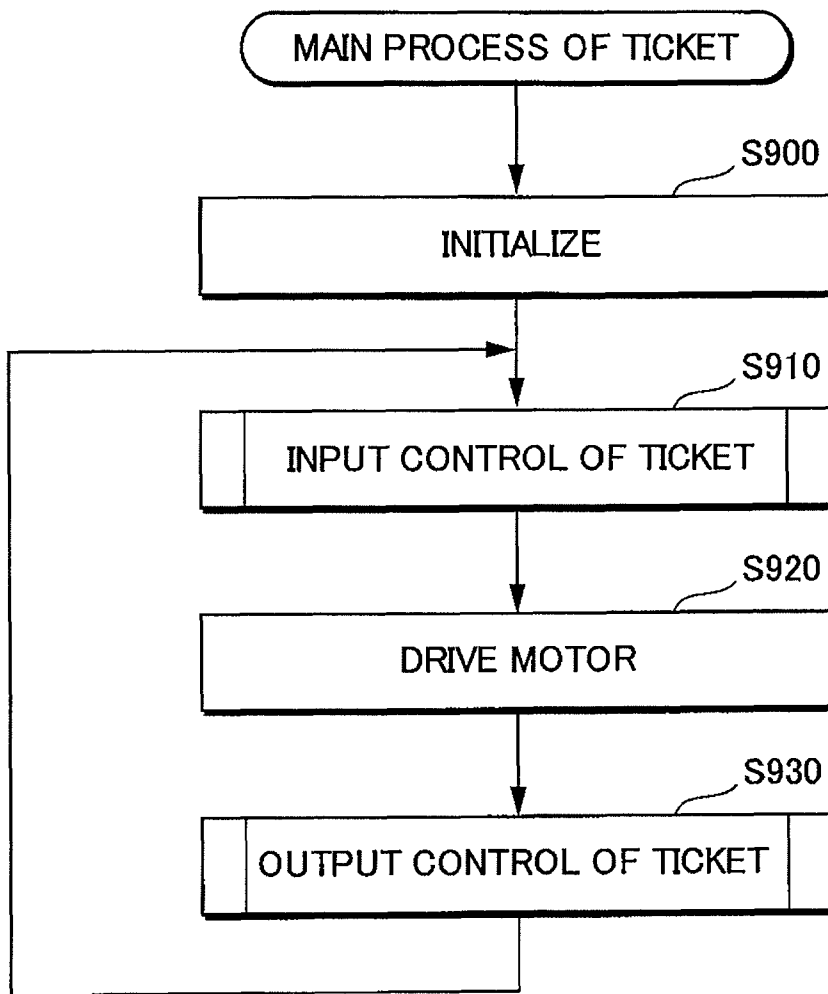 MAIN PROCESS OF TICKET
S900
INITIALIZE
S910
INPUT CONTROL OF TICKET
S920
DRIVE MOTOR
S930
OUTPUT CONTROL OF TICKET